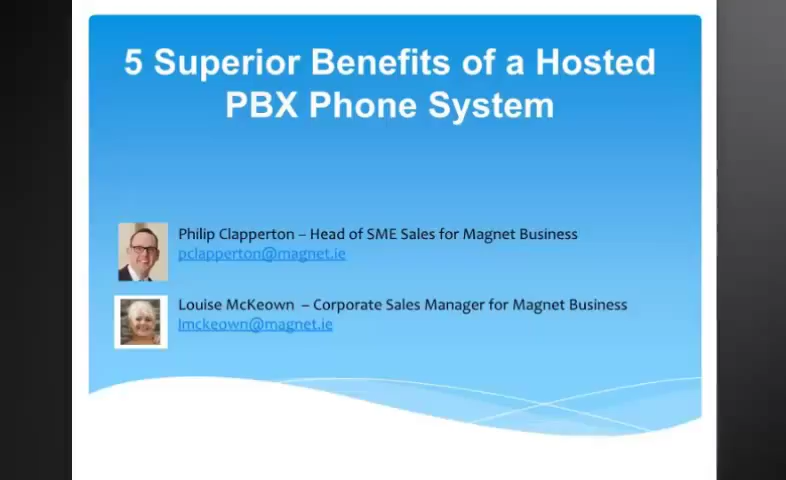 5 Superior Benefits of a Hosted
PBX Phone System
Philip Clapperton – Head of SME Sales for Magnet Business
pclapperton@magnet.ie
Louise McKeown – Corporate Sales Manager for Magnet Business
lmckeown@magnet.ie